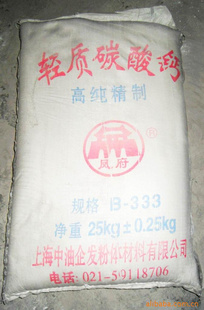 轻质碳酸钙
高纯精制
凤府
规格 B-333
净重 25kg±0.25kg
上海中油企发粉体材料有限公司
电话: 021-59118706